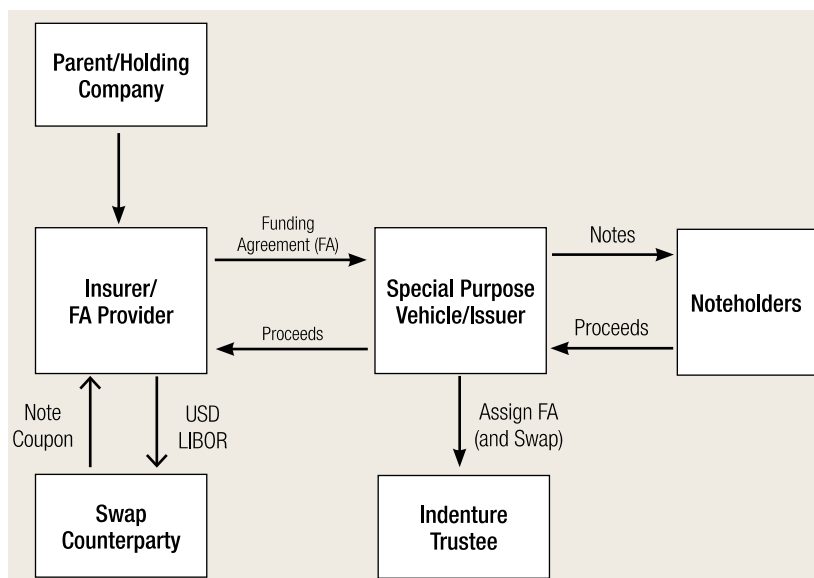 Parent/Holding
Company
Funding
Agreement (FA)
Notes
Insurer/
FA Provider
Special Purpose
Vehicle/Issuer
Noteholders
Proceeds
Proceeds
Note
Coupon
USD
LIBOR
Assign FA
(and Swap)
Swap
Counterparty
Indenture
Trustee